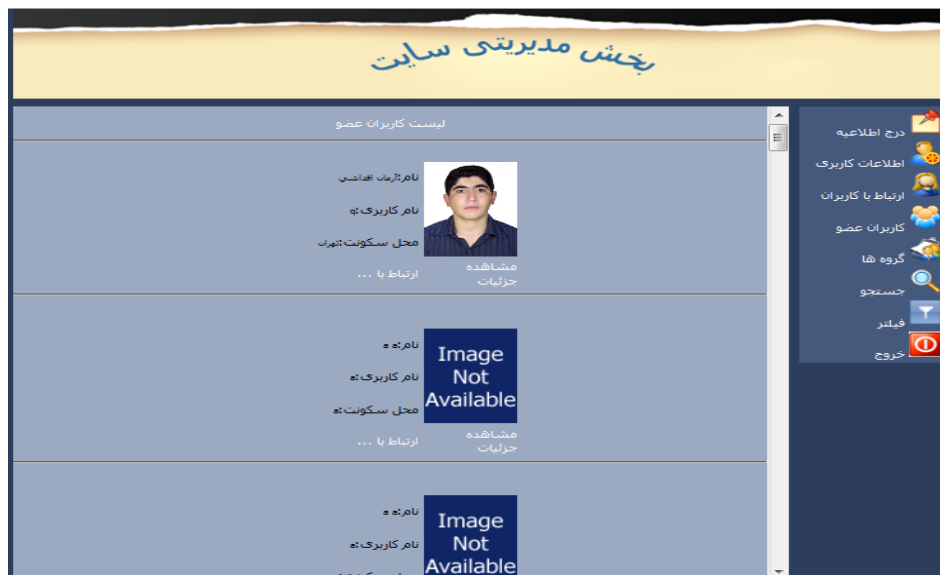 بخش مدیریتی سایت
درج اطلاعیه
اطلاعات کاربری
ارتباط با کاربران
کاربران عضو
گروه ها
جستجو
فیلتر
خروج
لیست کاربران عضو
نام:آرمان اقداشي
نام کاربری:و
محل سکونت:تهران
مشاهده
جزئیات
ارتباط با ...
Image
Not
Available
نام:ه ه
نام کاربری:ه
محل سکونت:ه
مشاهده
جزئیات
ارتباط با ...
Image
Not
Available
نام:ه ه
نام کاربری:ه